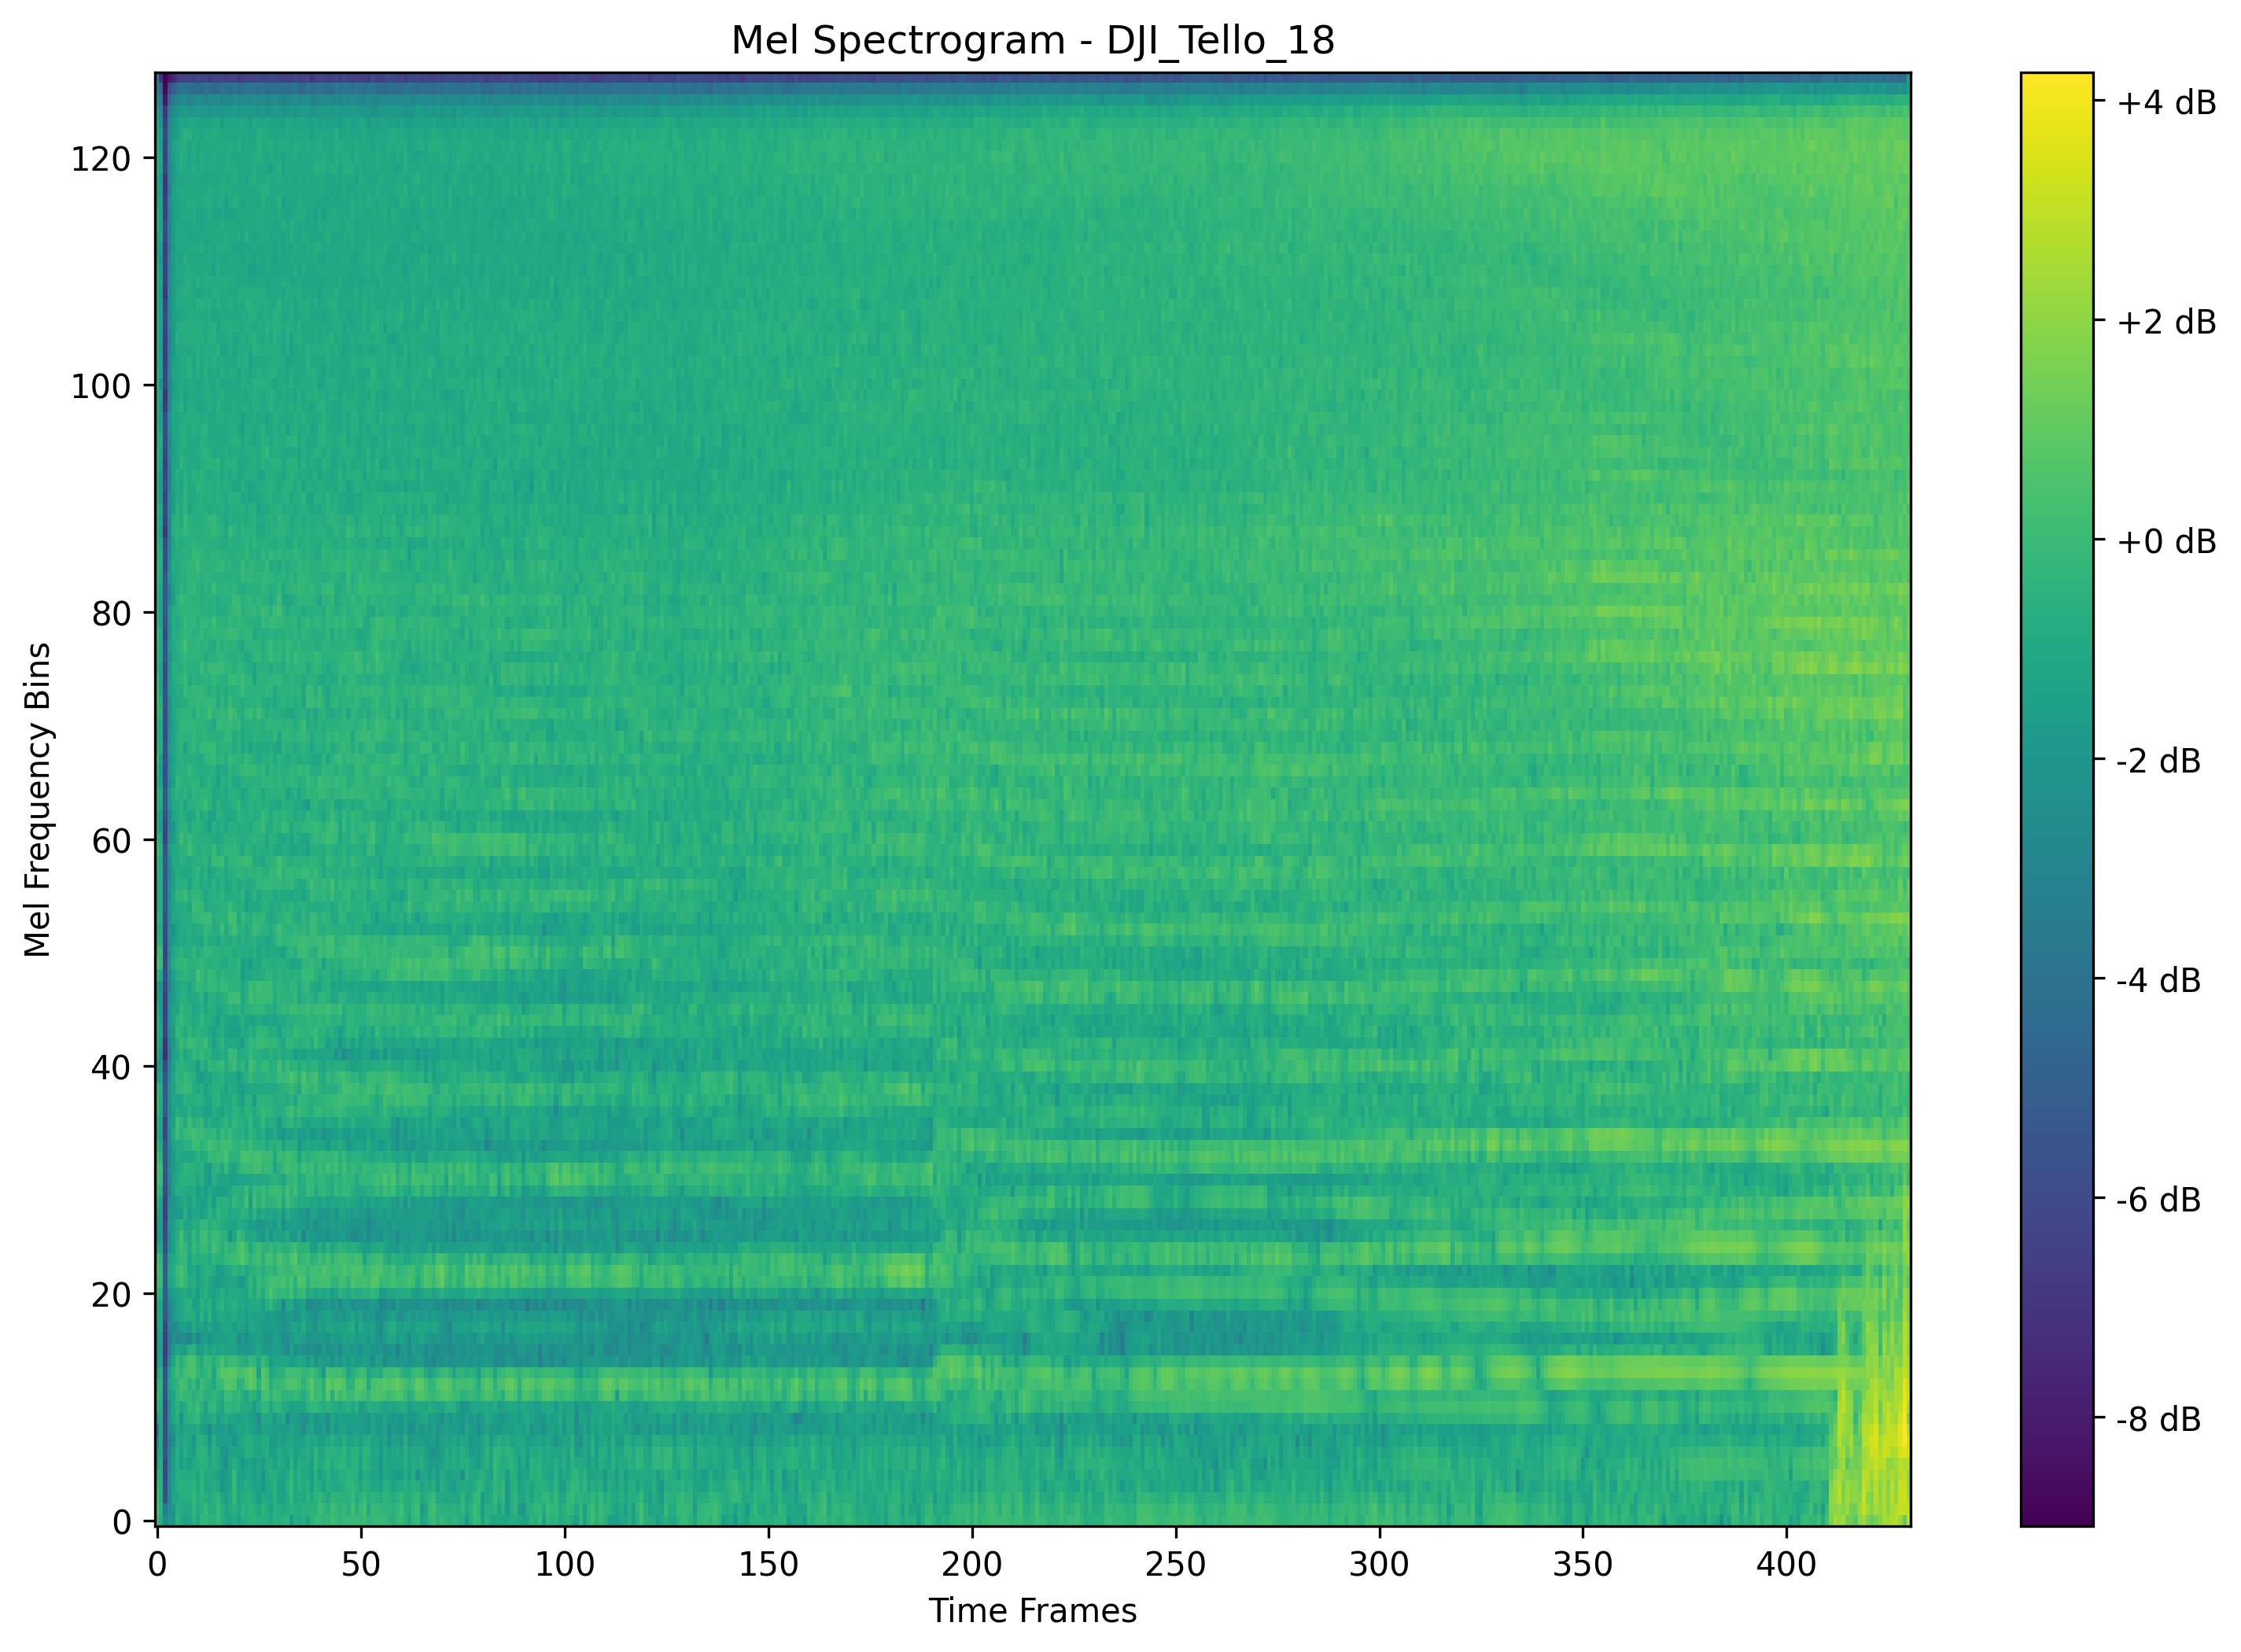 Mel Spectrogram - DJI_Tello_18
Mel Frequency Bins
120
100
80
60
40
20
0
0 50 100 150 200 250 300 350 400
Time Frames
+4 dB
+2 dB
+0 dB
-2 dB
-4 dB
-6 dB
-8 dB